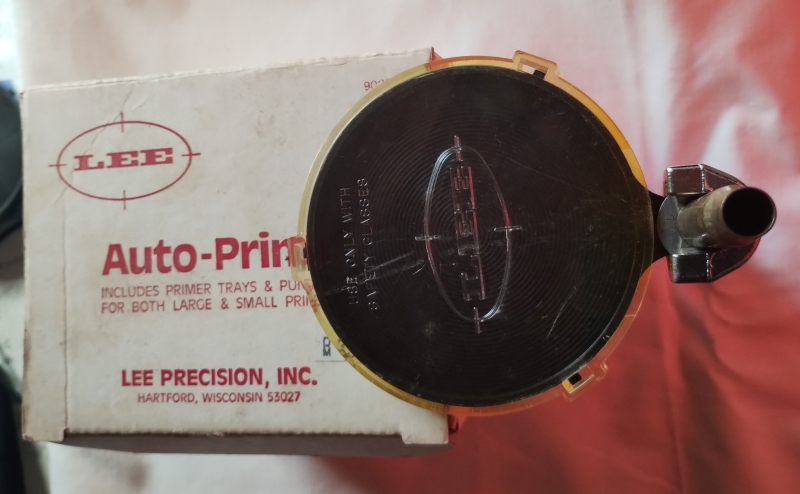 LEE
Auto-Prim
INCLUDES PRIMER TRAYS & PUN
FOR BOTH LARGE & SMALL PRI
LEE PRECISION, INC.
HARTFORD, WISCONSIN 53027
USE ONLY WITH
SAFETY GLASSES
LEE